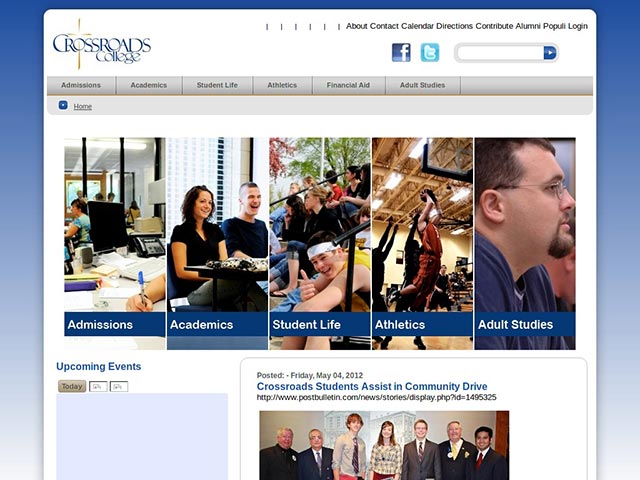 CROSSROADS
College
| | | | | | About Contact Calendar Directions Contribute Alumni Populi Login
Admissions Academics Student Life Athletics Financial Aid Adult Studies
Home
Admissions Academics Student Life Athletics Adult Studies
Upcoming Events
Today
Posted: - Friday, May 04, 2012
Crossroads Students Assist in Community Drive
http://www.postbulletin.com/news/stories/display.php?id=1495325